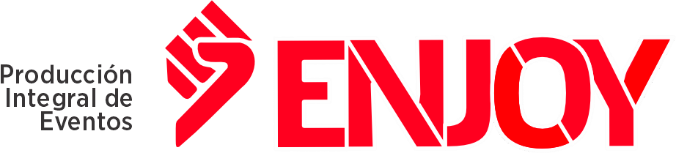 Producción
Integral de
Eventos
ENJOY